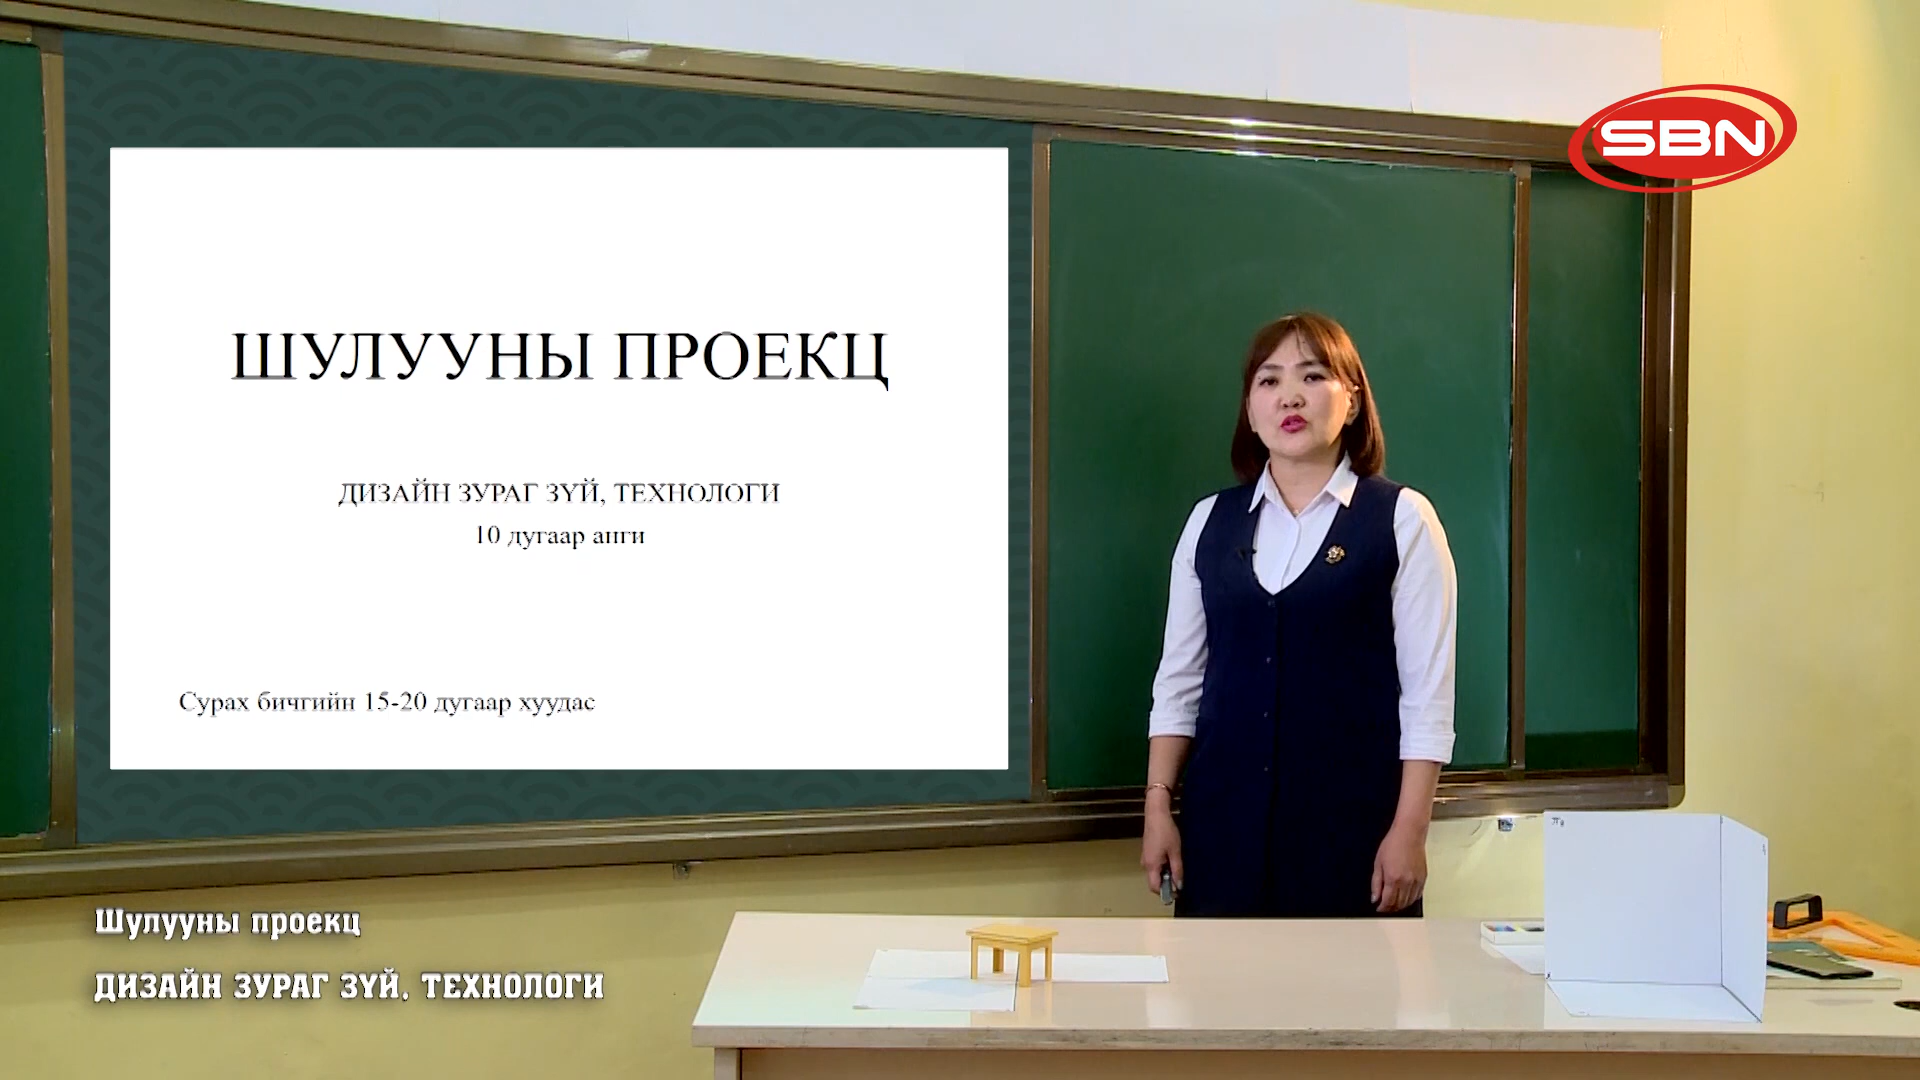 SBN
ШУЛУУНЫ ПРОЕКЦ
ДИЗАЙН ЗУРАГ ЗҮЙ, ТЕХНОЛОГИ
10 дугаар анги
Сурах бичгийн 15-20 дугаар хуудас
Шулууны проекц
ДИЗАЙН ЗУРАГ ЗҮЙ, ТЕХНОЛОГИ